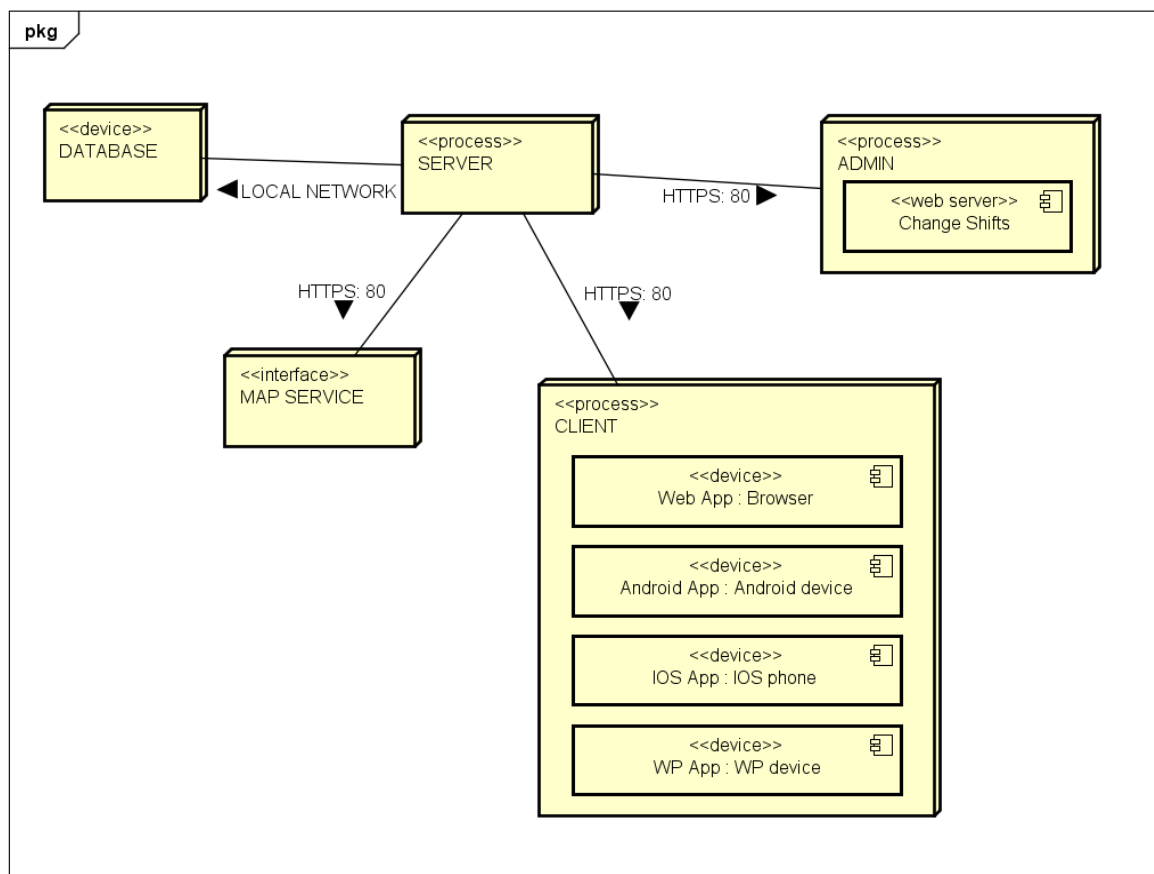 pkg
<<device>>
DATABASE
<<process>>
SERVER
<<process>>
ADMIN
<<web server>>
Change Shifts
LOCAL NETWORK
HTTPS: 80
HTTPS: 80
HTTPS: 80
<<interface>>
MAP SERVICE
<<process>>
CLIENT
<<device>>
Web App : Browser
<<device>>
Android App : Android device
<<device>>
IOS App : IOS phone
<<device>>
WP App : WP device